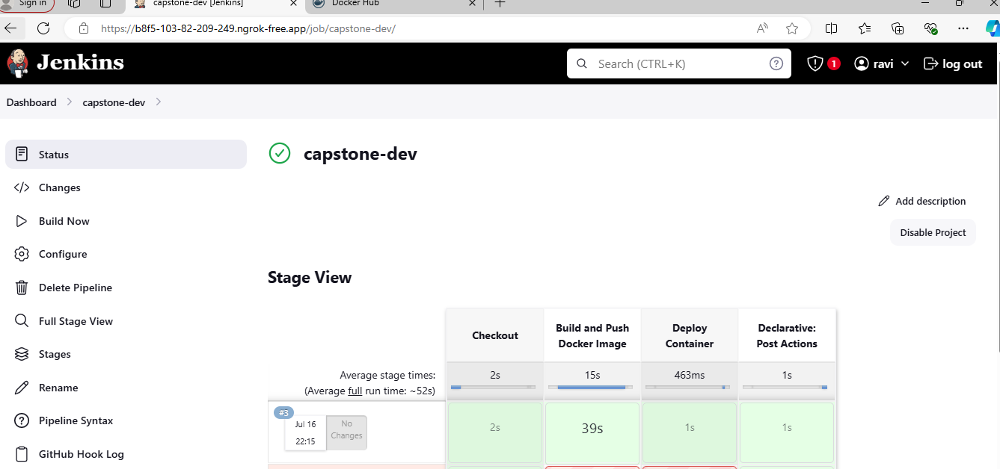 Sign in
capstone-dev [Jenkins]
Docker Hub
https://b8f5-103-82-209-249.ngrok-free.app/job/capstone-dev/
Jenkins
Search (CTRL+K)
1
ravi
log out
Dashboard
capstone-dev
Status
Changes
Build Now
Configure
Delete Pipeline
Full Stage View
Stages
Rename
Pipeline Syntax
GitHub Hook Log
capstone-dev
Add description
Disable Project
Stage View
Checkout
Build and Push
Docker Image
Deploy
Container
Declarative:
Post Actions
Average stage times:
(Average full run time: ~52s)
2s
15s
463ms
1s
#3
Jul 16
22:15
No
Changes
2s
39s
1s
1s